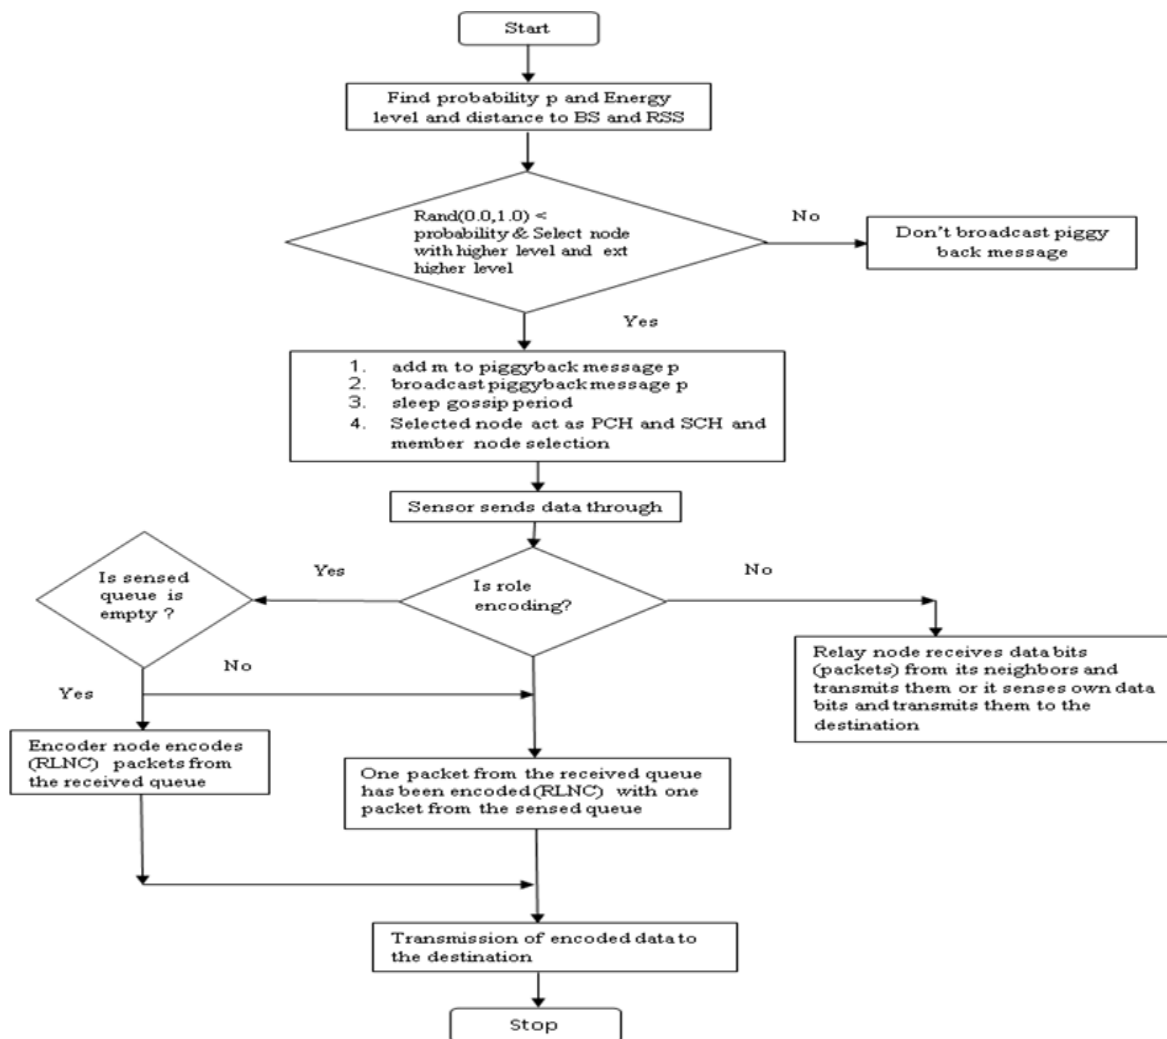 Start
Find probability p and Energy
level and distance to BS and RSS
Rand(0.0,1.0) <
probability & Select node
with higher level and ext
higher level
No
Don't broadcast piggy
back message
Yes
1. add m to piggyback message p
2. broadcast piggyback message p
3. sleep gossip period
4. Selected node act as PCH and SCH and
member node selection
Sensor sends data through
Is sensed
queue is
empty ?
Yes
Is role
encoding?
No
Relay node receives data bits
(packets) from its neighbors and
transmits them or it senses own data
bits and transmits them to the
destination
No
Yes
Encoder node encodes
(RLNC) packets from
the received queue
One packet from the received queue
has been encoded (RLNC) with one
packet from the sensed queue
Transmission of encoded data to
the destination
Stop